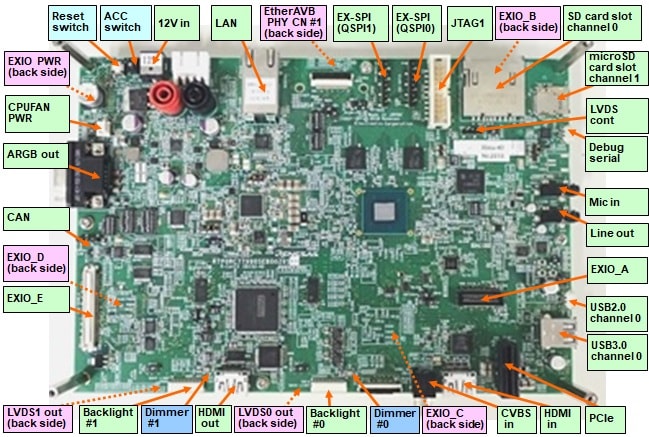 Reset
switch
ACC
switch
12V in
LAN
EtherAVB
PHY CN #1
(back side)
EX-SPI
(QSPI1)
EX-SPI
(QSPI0)
JTAG1
EXIO_B
(back side)
SD card slot
channel 0
EXIO PWR
(back side)
microSD
card slot
channel 1
CPUFAN
PWR
LVDS
cont
ARGB out
Debug
serial
CAN
Mic in
Line out
EXIO_D
(back side)
EXIO_A
EXIO_E
USB2.0
channel 0
USB3.0
channel 0
LVDS1 out
(back side)
Backlight
#1
Dimmer
#1
HDMI
out
LVDS0 out
(back side)
Backlight
#0
Dimmer
#0
EXIO_C
(back side)
CVBS
in
HDMI
in
PCIe